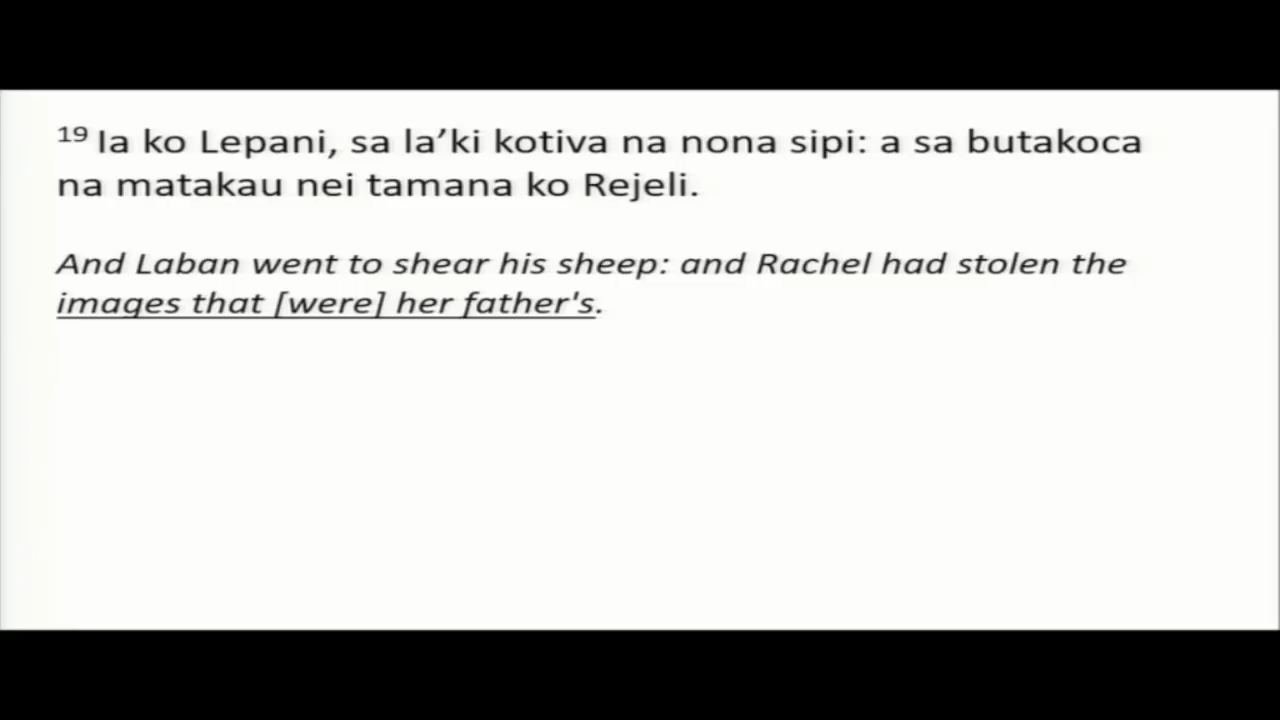 19 Ia ko Lepani, sa la’ki kotiva na nona sipi: a sa butakoca
na matakau nei tamana ko Rejeli.
And Laban went to shear his sheep: and Rachel had stolen the
images that [were] her father's.